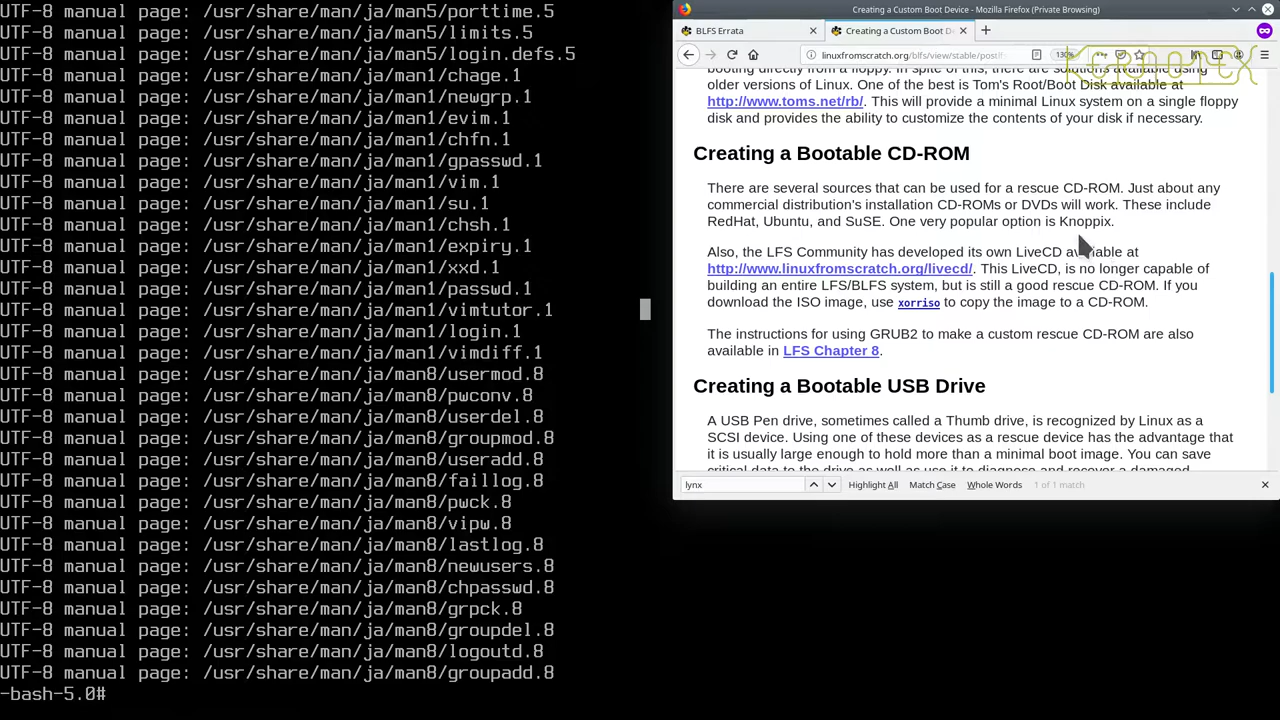 UTF-8 manual page: /usr/share/man/ja/man5/porttime.5
UTF-8 manual page: /usr/share/man/ja/man5/limits.5
UTF-8 manual page: /usr/share/man/ja/man5/login.defs.5
UTF-8 manual page: /usr/share/man/ja/man1/chage.1
UTF-8 manual page: /usr/share/man/ja/man1/newgrp.1
UTF-8 manual page: /usr/share/man/ja/man1/evim.1
UTF-8 manual page: /usr/share/man/ja/man1/chfn.1
UTF-8 manual page: /usr/share/man/ja/man1/gpasswd.1
UTF-8 manual page: /usr/share/man/ja/man1/vim.1
UTF-8 manual page: /usr/share/man/ja/man1/su.1
UTF-8 manual page: /usr/share/man/ja/man1/chsh.1
UTF-8 manual page: /usr/share/man/ja/man1/expiry.1
UTF-8 manual page: /usr/share/man/ja/man1/xxd.1
UTF-8 manual page: /usr/share/man/ja/man1/passwd.1
UTF-8 manual page: /usr/share/man/ja/man1/vimtutor.1
UTF-8 manual page: /usr/share/man/ja/man1/login.1
UTF-8 manual page: /usr/share/man/ja/man1/vimdiff.1
UTF-8 manual page: /usr/share/man/ja/man8/usermod.8
UTF-8 manual page: /usr/share/man/ja/man8/pwconv.8
UTF-8 manual page: /usr/share/man/ja/man8/userdel.8
UTF-8 manual page: /usr/share/man/ja/man8/groupmod.8
UTF-8 manual page: /usr/share/man/ja/man8/useradd.8
UTF-8 manual page: /usr/share/man/ja/man8/faillog.8
UTF-8 manual page: /usr/share/man/ja/man8/pwck.8
UTF-8 manual page: /usr/share/man/ja/man8/vipw.8
UTF-8 manual page: /usr/share/man/ja/man8/lastlog.8
UTF-8 manual page: /usr/share/man/ja/man8/newusers.8
UTF-8 manual page: /usr/share/man/ja/man8/chpasswd.8
UTF-8 manual page: /usr/share/man/ja/man8/grpck.8
UTF-8 manual page: /usr/share/man/ja/man8/groupdel.8
UTF-8 manual page: /usr/share/man/ja/man8/logoutd.8
UTF-8 manual page: /usr/share/man/ja/man8/groupadd.8
-bash-5.0#
Creating a Custom Boot Device - Mozilla Firefox (Private Browsing)
BLFS Errata
Creating a Custom Boot D
linuxfromscratch.org/blfs/view/stable/postl
130%
booting directly from a floppy. In spite of this, there are solutions available using
older versions of Linux. One of the best is Tom's Root/Boot Disk available at
http://www.toms.net/rb/. This will provide a minimal Linux system on a single floppy
disk and provides the ability to customize the contents of your disk if necessary.
Creating a Bootable CD-ROM
There are several sources that can be used for a rescue CD-ROM. Just about any
commercial distribution's installation CD-ROMs or DVDs will work. These include
RedHat, Ubuntu, and SuSE. One very popular option is Knoppix.
Also, the LFS Community has developed its own LiveCD available at
http://www.linuxfromscratch.org/livecd/. This LiveCD, is no longer capable of
building an entire LFS/BLFS system, but is still a good rescue CD-ROM. If you
download the ISO image, use xorriso to copy the image to a CD-ROM.
The instructions for using GRUB2 to make a custom rescue CD-ROM are also
available in LFS Chapter 8.
Creating a Bootable USB Drive
A USB Pen drive, sometimes called a Thumb drive, is recognized by Linux as a
SCSI device. Using one of these devices as a rescue device has the advantage that
it is usually large enough to hold more than a minimal boot image. You can save
critical data to the drive as well as use it to diagnose and recover a damaged
lynx
Highlight All
Match Case
Whole Words
1 of 1 match